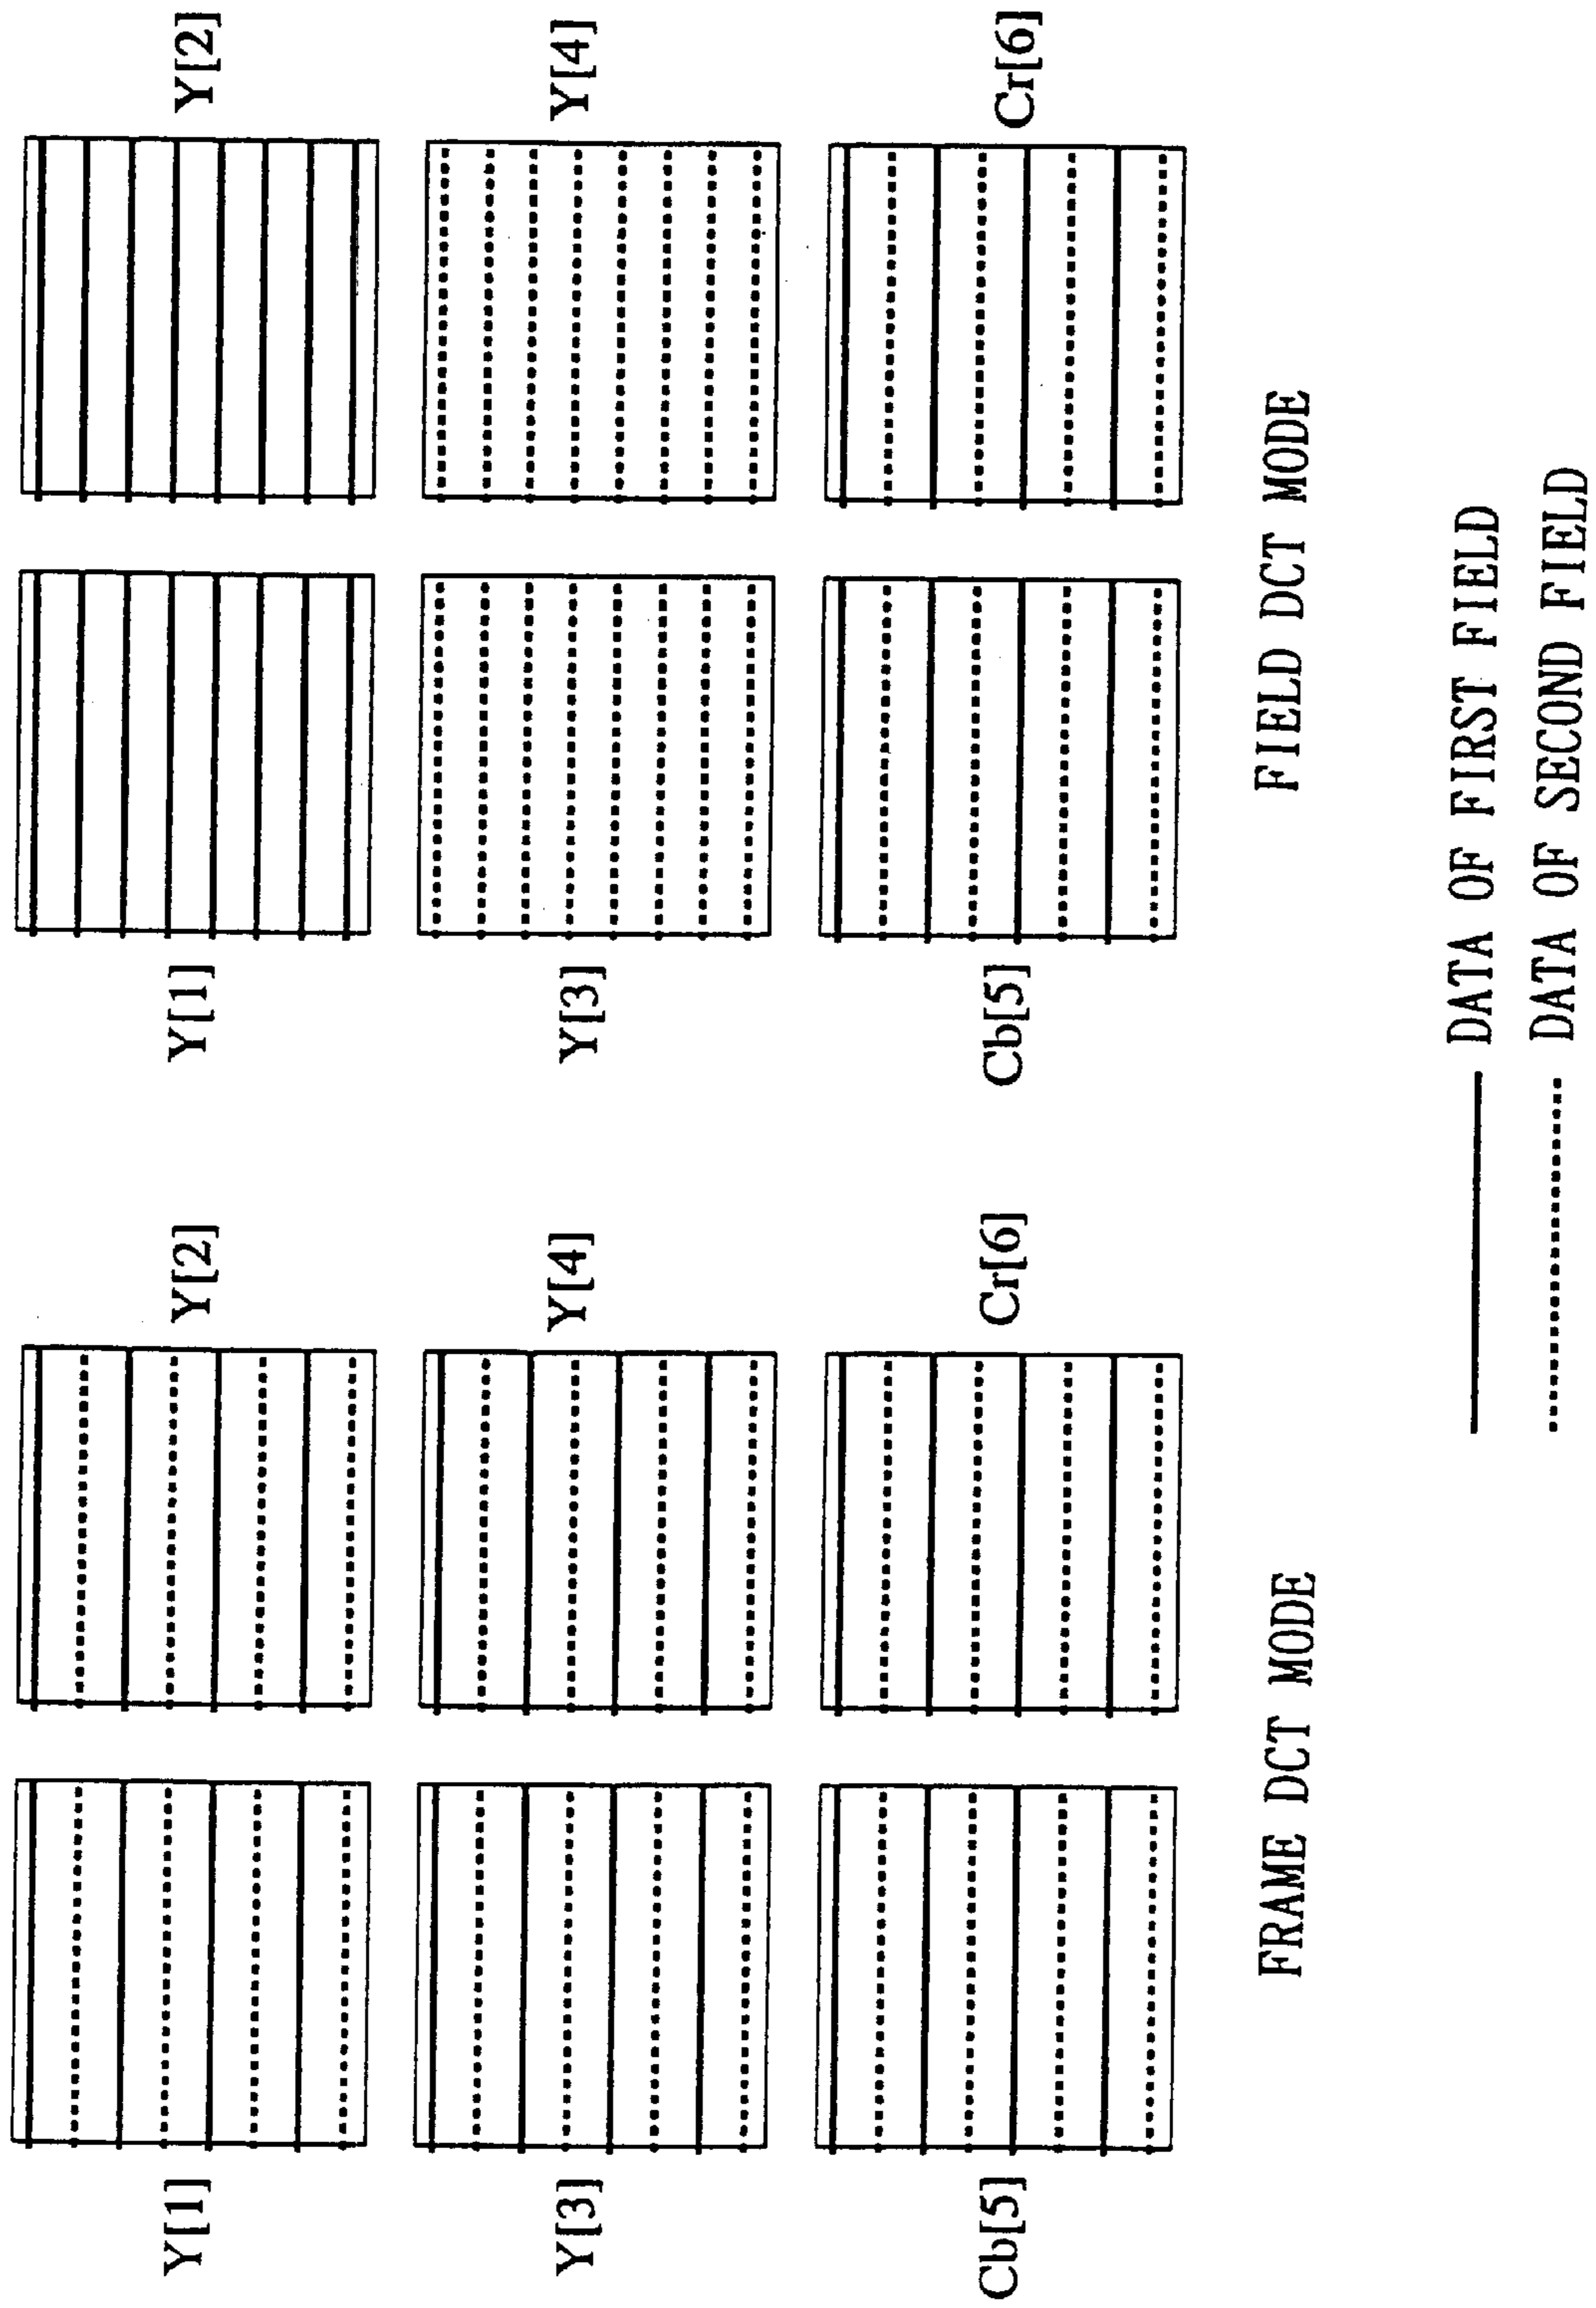 Y[1]
Y[2]
Y[3]
Y[4]
Cb[5]
Cr[6]
FRAME DCT MODE
Y[1]
Y[2]
Y[3]
Y[4]
Cb[5]
Cr[6]
FIELD DCT MODE
DATA OF FIRST FIELD
DATA OF SECOND FIELD